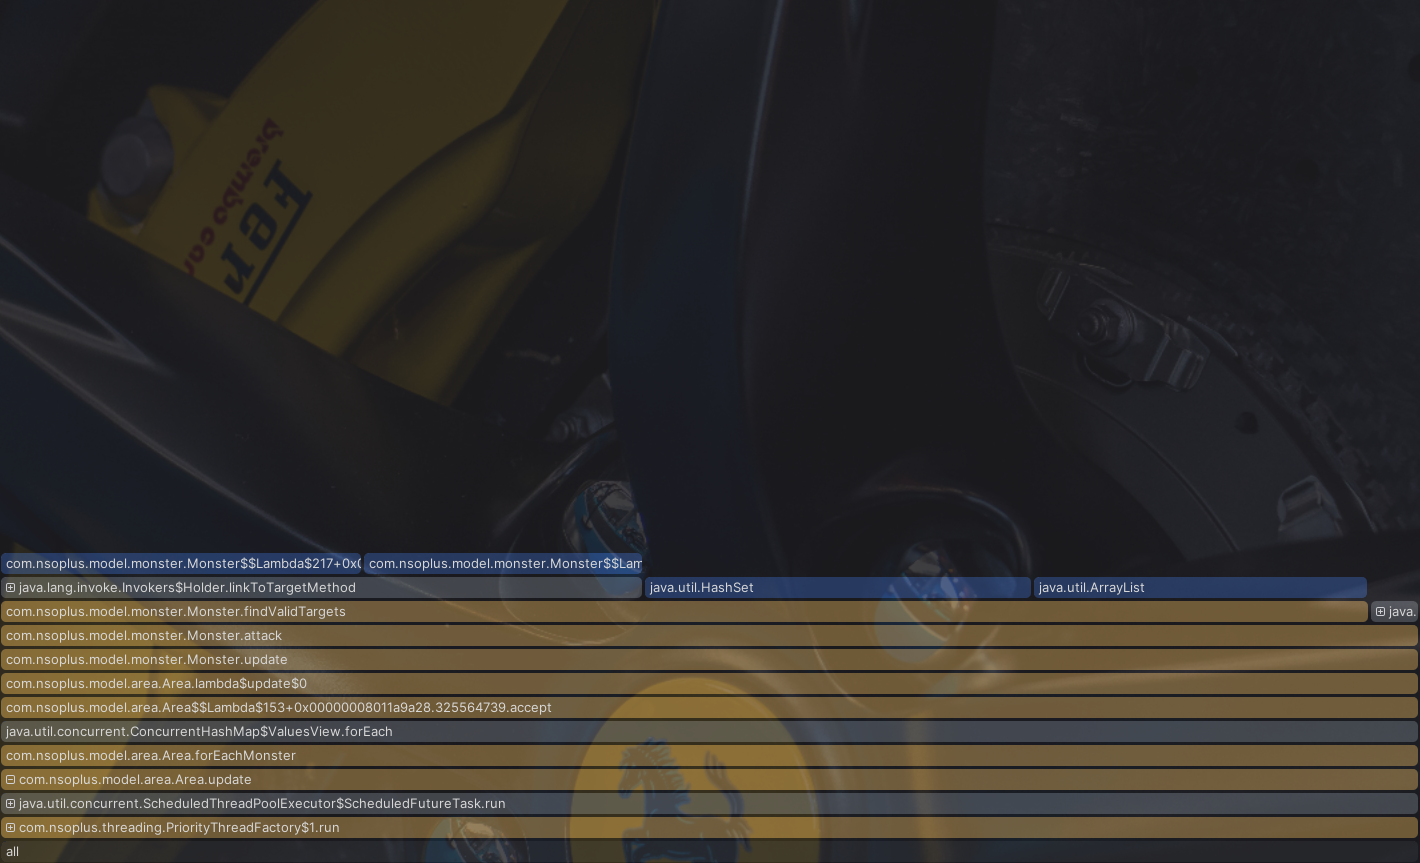 brembo car
Fer
com.nsoplus.model.monster.Monster$$Lambda$217+0x0 com.nsoplus.model.monster.Monster$$Lam
java.lang.invoke.Invokers$Holder.linkToTargetMethod java.util.HashSet java.util.ArrayList
com.nsoplus.model.monster.Monster.findValidTargets java.
com.nsoplus.model.monster.Monster.attack
com.nsoplus.model.monster.Monster.update
com.nsoplus.model.area.Area.lambda$update$0
com.nsoplus.model.area.Area$$Lambda$153+0x00000008011a9a28.325564739.accept
java.util.concurrent.ConcurrentHashMap$ValuesView.forEach
com.nsoplus.model.area.Area.forEachMonster
com.nsoplus.model.area.Area.update
java.util.concurrent.ScheduledThreadPoolExecutor$ScheduledFutureTask.run
com.nsoplus.threading.PriorityThreadFactory$1.run
all